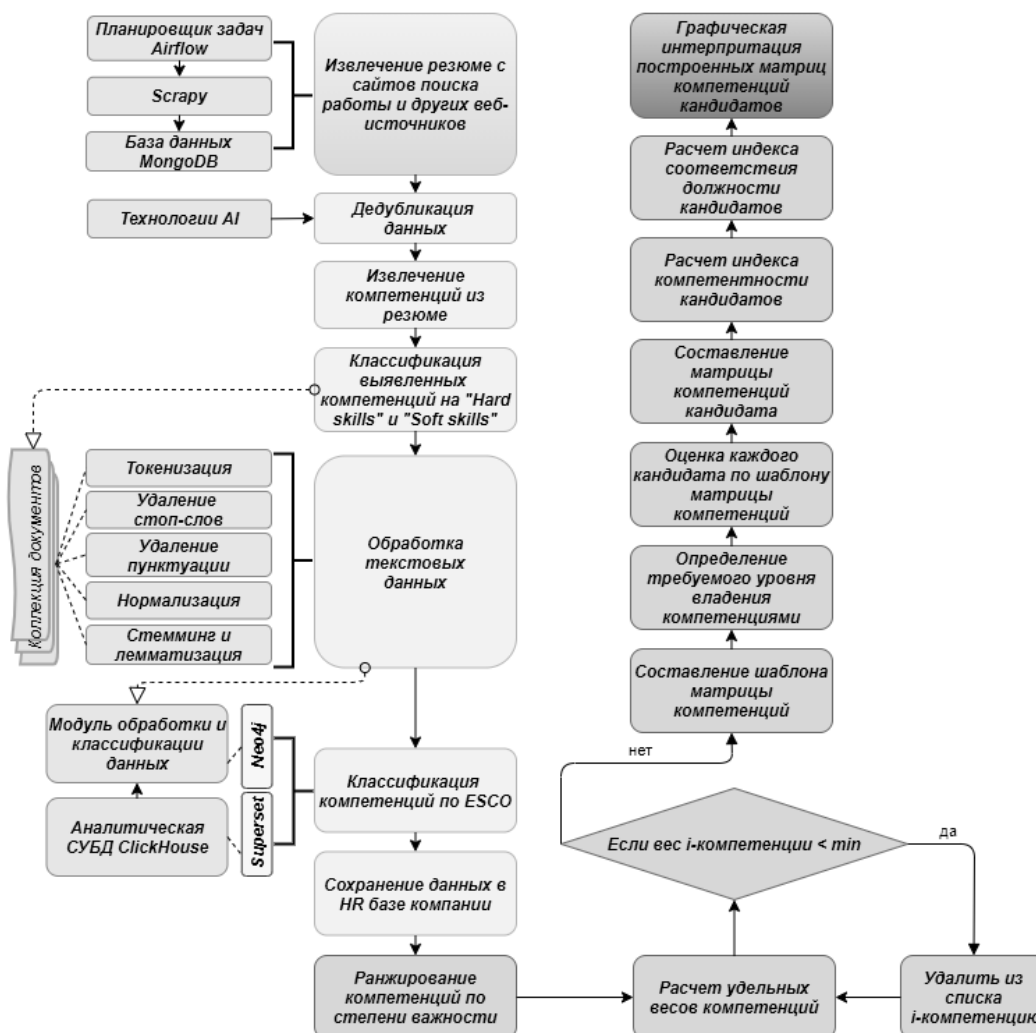 Планировщик задач
Airflow
Scrapy
База данных
MongoDB
Извлечение резюме с
сайтов поиска
работы и других веб-
источников
Технологии AI
Дедубликация
данных
Извлечение
компетенций из
резюме
Классификация
выявленных
компетенций на "Hard
skills" и "Soft skills"
Коллекция документов
Токенизация
Удаление
стоп-слов
Удаление
пунктуации
Нормализация
Стемминг и
лемматизация
Обработка
текстовых
данных
Модуль обработки и
классификации
данных
Аналитическая
СУБД ClickHouse
Neo4j
Superset
Классификация
компетенций по ESCO
Сохранение данных в
HR базе компании
Ранжирование
компетенций по
степени важности
Графическая
интерпритация
построенных матриц
компетенций
кандидатов
Расчет индекса
соответствия
должности
кандидатов
Расчет индекса
компетентности
кандидатов
Составление
матрицы
компетенций
кандидата
Оценка каждого
кандидата по шаблону
матрицы
компетенций
Определение
требуемого уровня
владения
компетенциями
Составление шаблона
матрицы
компетенций
нет
Если вес i-компетенции < min
да
Расчет удельных
весов компетенций
Удалить из
списка
i-компетенцию